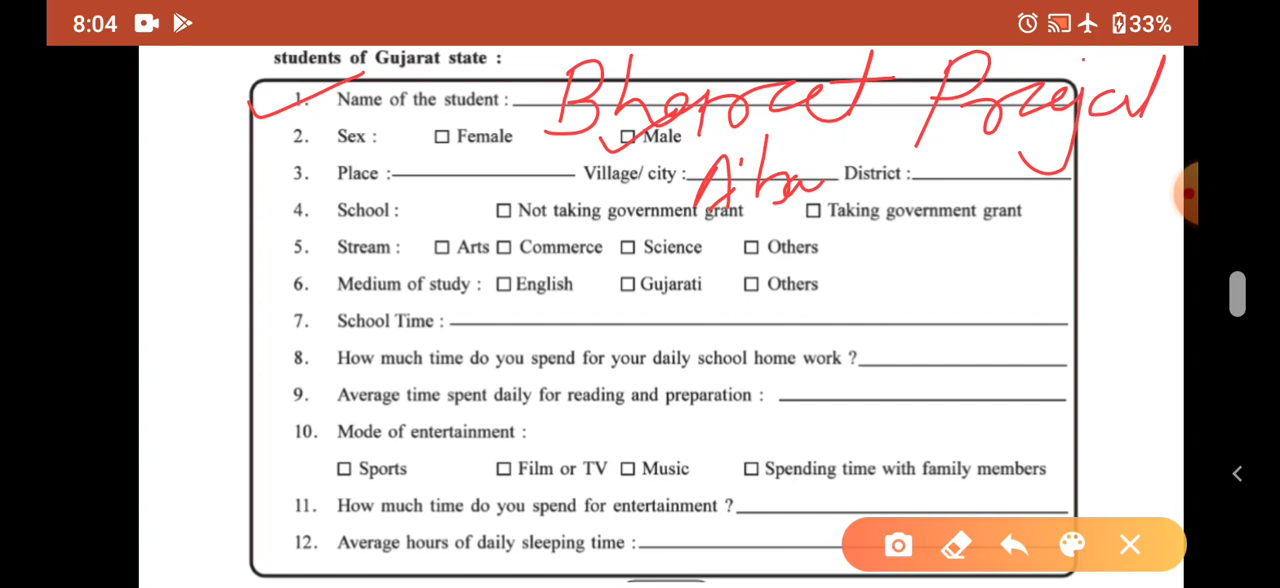 8:04 33%
students of Gujarat state :
1. Name of the student :
2. Sex : ☐ Female ☐ Male
3. Place : Village/ city : District :
4. School : ☐ Not taking government grant ☐ Taking government grant
5. Stream : ☐ Arts ☐ Commerce ☐ Science ☐ Others
6. Medium of study : ☐ English ☐ Gujarati ☐ Others
7. School Time :
8. How much time do you spend for your daily school home work ?
9. Average time spent daily for reading and preparation :
10. Mode of entertainment :
☐ Sports ☐ Film or TV ☐ Music ☐ Spending time with family members
11. How much time do you spend for entertainment ?
12. Average hours of daily sleeping time :